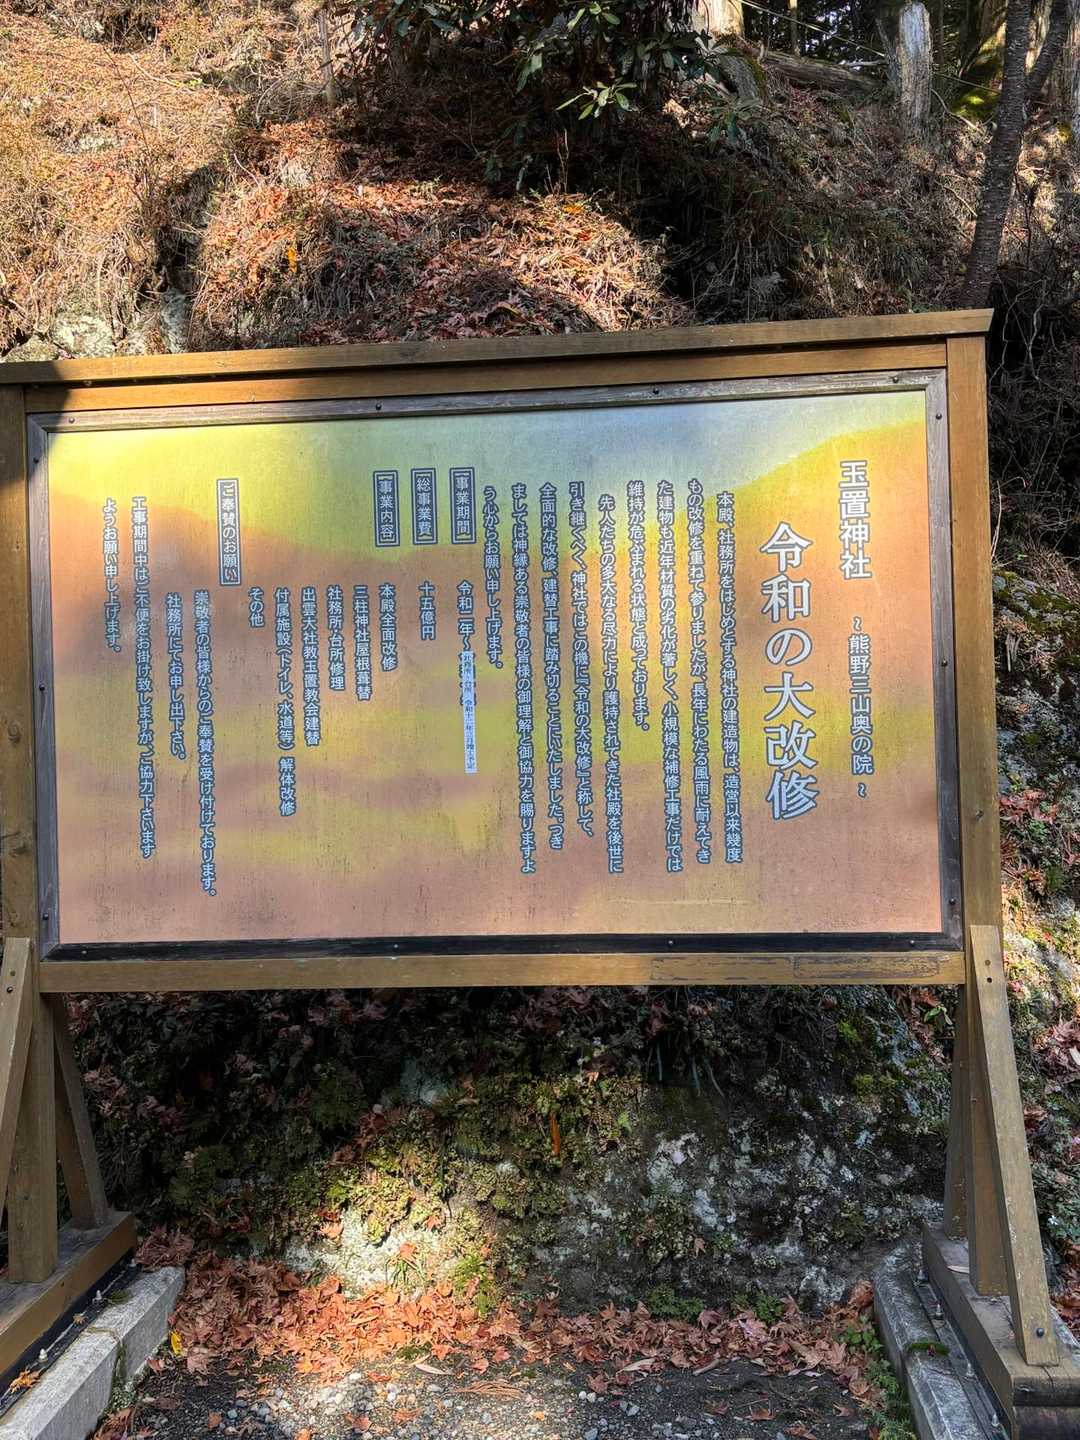 玉置神社 ~熊野三山奥の院~
令和の大改修
本殿、社務所をはじめとする神社の建造物は、造営以来幾度
もの改修を重ねて参りましたが、長年にわたる風雨に耐えてき
た建物も近年材質の劣化が著しく、小規模な補修工事だけでは
維持が危ぶまれる状態と成っております。
先人たちの多大なる尽力により護持されてきた社殿を後世に
引き継ぐべく、神社ではこの機に「令和の大改修」と称して、
全面的な改修、建替工事に踏み切ることにいたしました。つき
ましては神縁ある崇敬者の皆様の御理解と御協力を賜りますよ
う心からお願い申し上げます。
【事業期間】 令和二年~ 令和十二年三月竣工予定
【総事業費】 十五億円
【事業内容】 本殿全面改修
三柱神社屋根葺替
社務所/台所修理
出雲大社教玉置教会建替
付属施設(トイレ、水道等) 解体改修
その他
【ご奉賛のお願い】
崇敬者の皆様からのご奉賛を受け付けております。
社務所にてお申し出下さい。
工事期間中はご不便をお掛け致しますが、ご協力下さいます
ようお願い申し上げます。